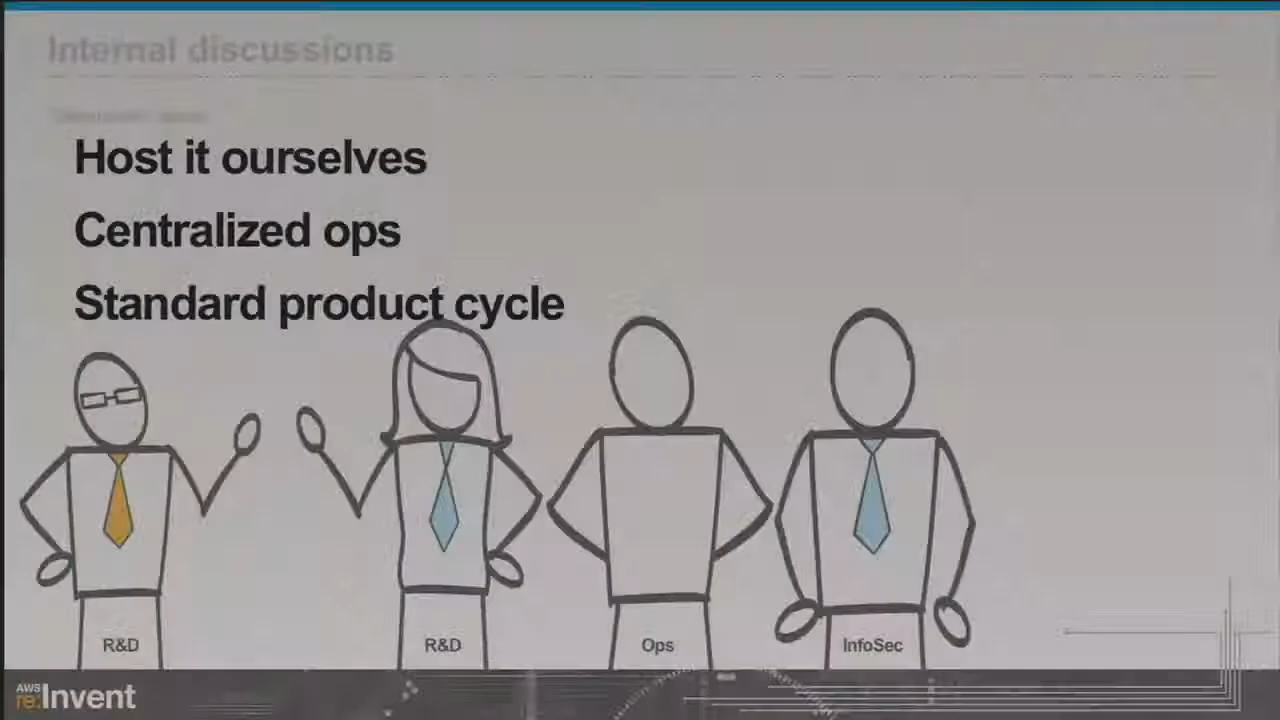 Internal discussions
Host it ourselves
Centralized ops
Standard product cycle
R&D
R&D
Ops
InfoSec
AWS
re:Invent